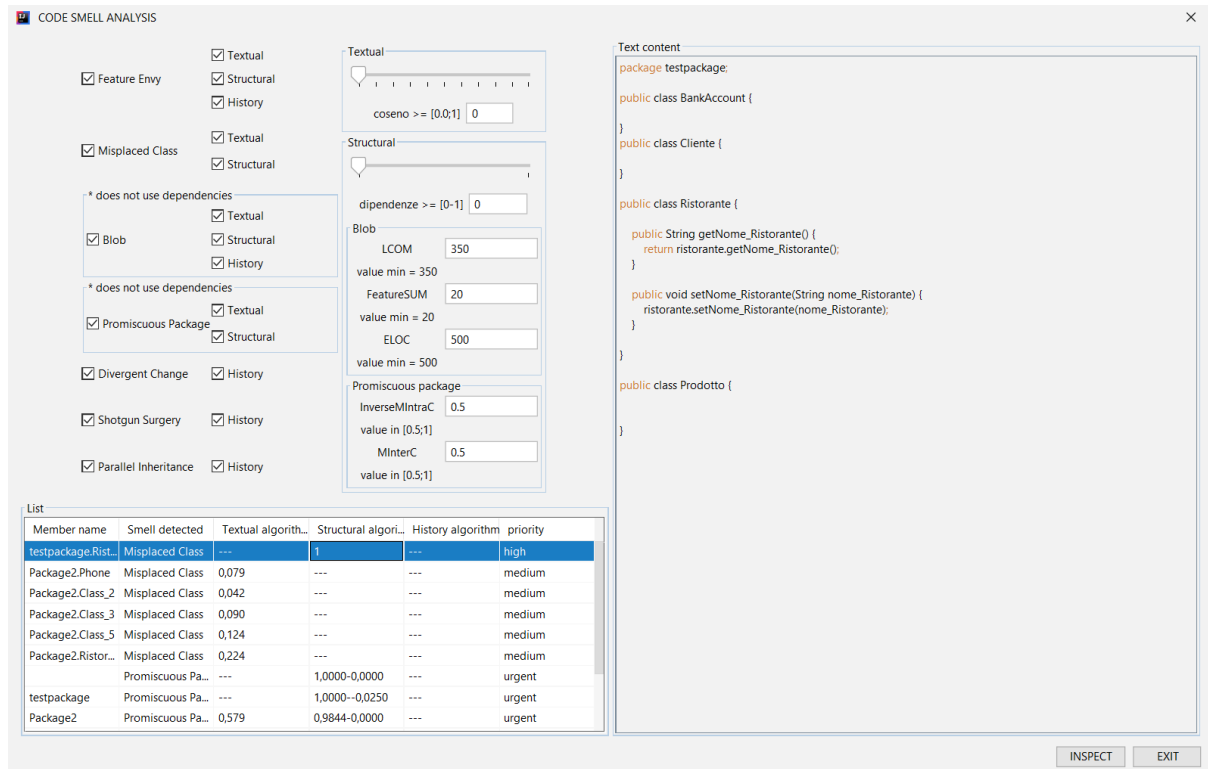 CODE SMELL ANALYSIS
Feature Envy
Textual
Structural
History
Misplaced Class
Textual
Structural
* does not use dependencies
Blob
Textual
Structural
History
* does not use dependencies
Promiscuous Package
Textual
Structural
Divergent Change
History
Shotgun Surgery
History
Parallel Inheritance
History
Textual
coseno >= [0.0;1] 0
Structural
dipendenze >= [0-1] 0
Blob
LCOM 350
value min = 350
FeatureSUM 20
value min = 20
ELOC 500
value min = 500
Promiscuous package
InverseMIntraC 0.5
value in [0.5;1]
MInterC 0.5
value in [0.5;1]
Text content
package testpackage;
public class BankAccount {
}
public class Cliente {
}
public class Ristorante {
public String getNome_Ristorante() {
return ristorante.getNome_Ristorante();
}
public void setNome_Ristorante(String nome_Ristorante) {
ristorante.setNome_Ristorante(nome_Ristorante);
}
}
public class Prodotto {
}
List
Member name Smell detected Textual algorith... Structural algori... History algorithm priority
testpackage.Rist... Misplaced Class --- 1 --- high
Package2.Phone Misplaced Class 0,079 --- --- medium
Package2.Class_2 Misplaced Class 0,042 --- --- medium
Package2.Class_3 Misplaced Class 0,090 --- --- medium
Package2.Class_5 Misplaced Class 0,124 --- --- medium
Package2.Ristor... Misplaced Class 0,224 --- --- medium
Promiscuous Pa... --- 1,0000-0,0000 --- urgent
testpackage Promiscuous Pa... --- 1,0000--0,0250 --- urgent
Package2 Promiscuous Pa... 0,579 0,9844-0,0000 --- urgent
INSPECT EXIT